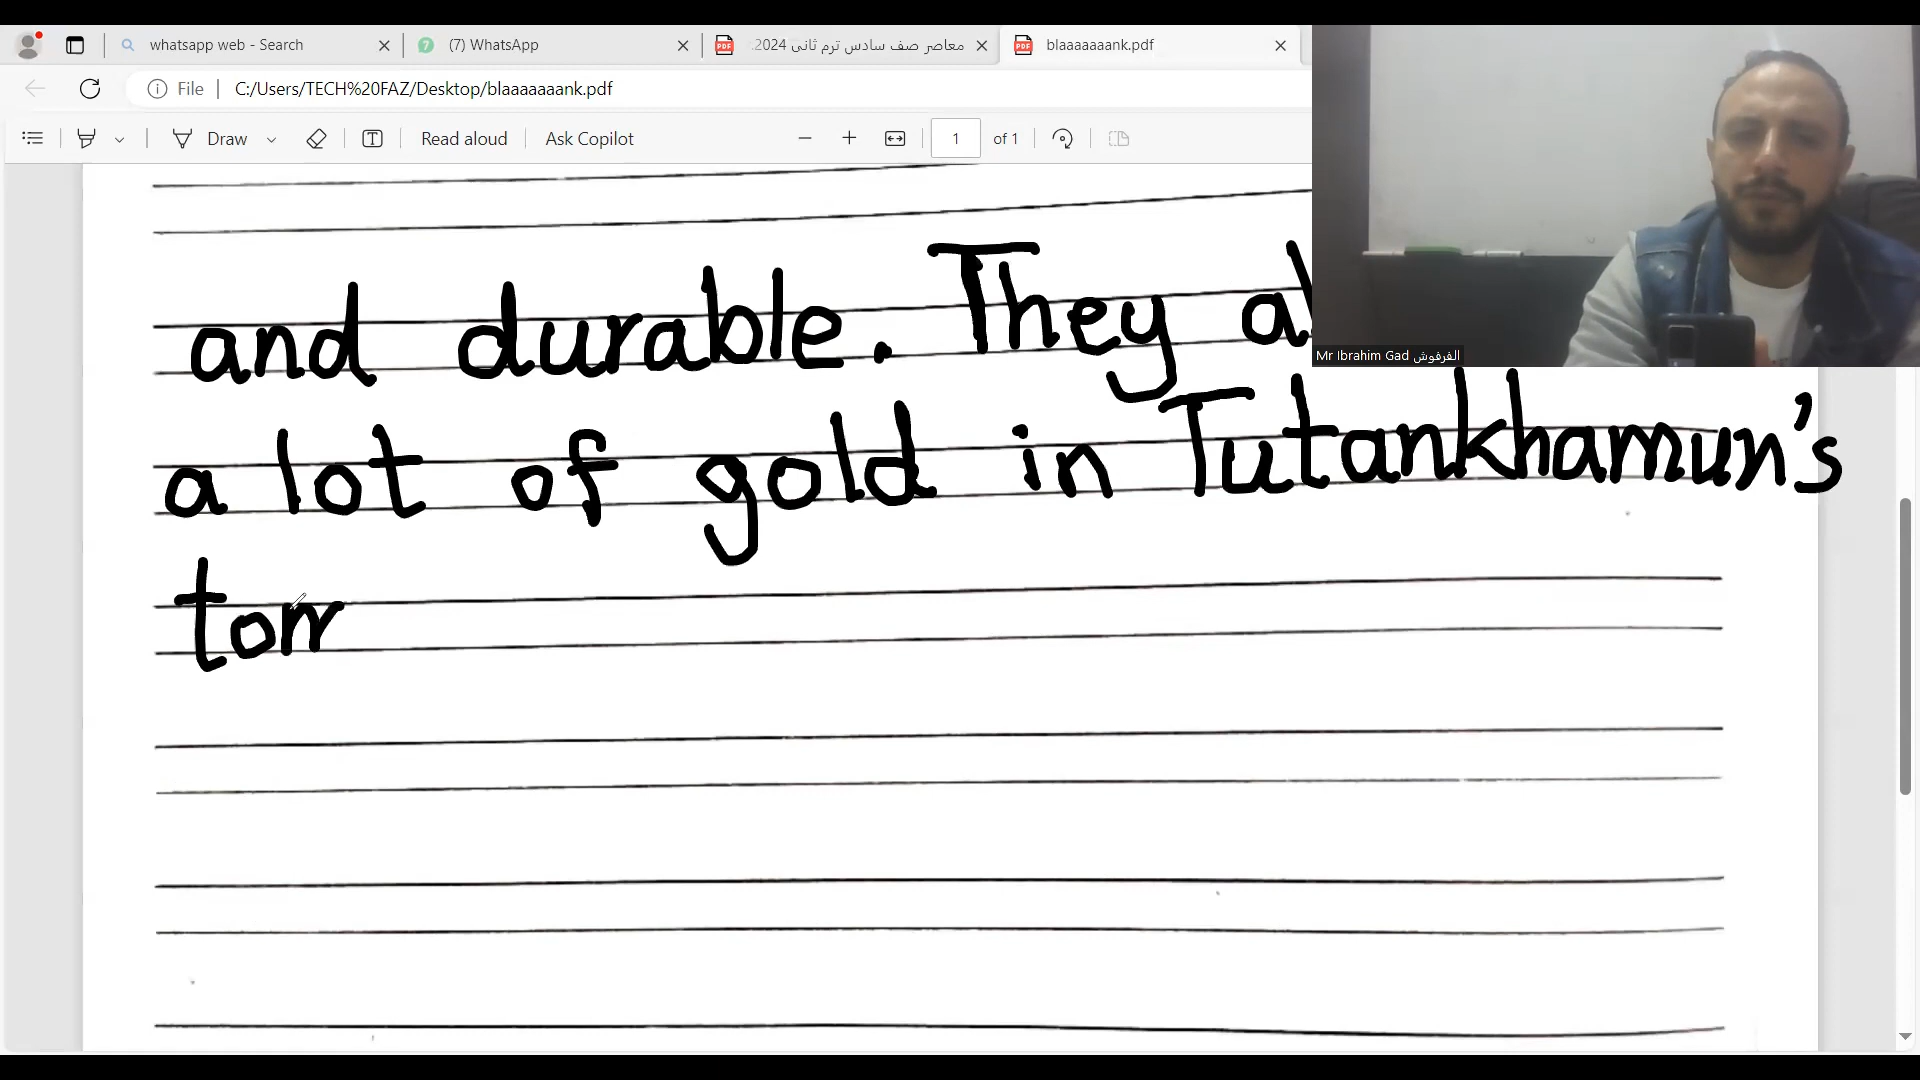 whatsapp web - Search
(7) WhatsApp
معاصر صف سادس ترم ثانى 2024.
blaaaaaaank.pdf
File
C:/Users/TECH%20FAZ/Desktop/blaaaaaaank.pdf
Draw
Read aloud
Ask Copilot
1
of 1
and durable. They al
Mr Ibrahim Gad الفرفوش
a lot of gold in Tutankhamun's